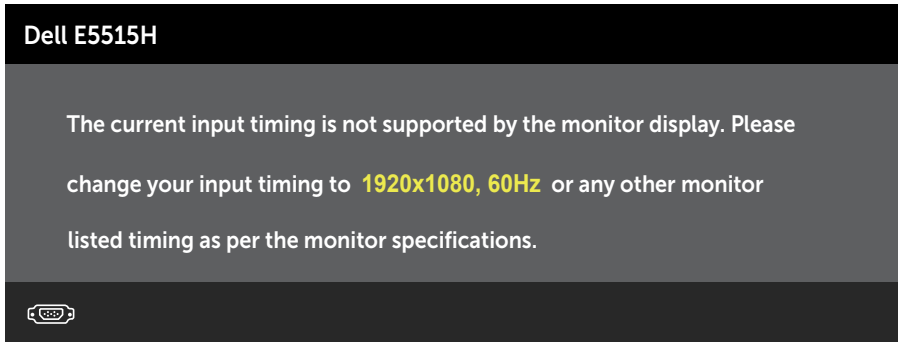 Dell E5515H
The current input timing is not supported by the monitor display. Please
change your input timing to 1920x1080, 60Hz or any other monitor
listed timing as per the monitor specifications.